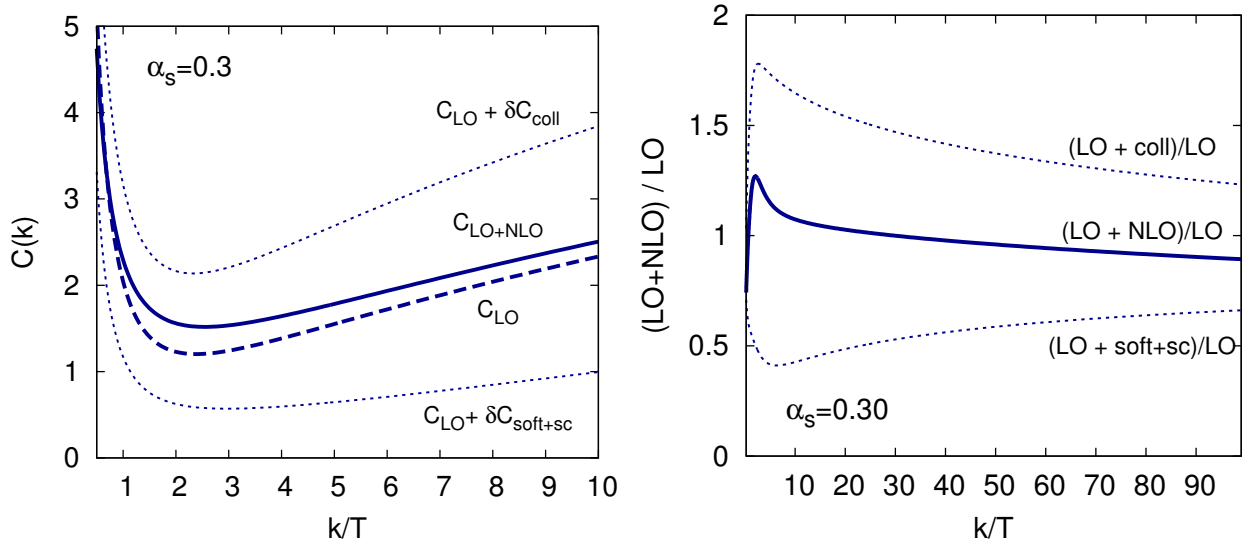 5
4
3
2
1
0
C(k)
α_s=0.3
C_LO + δC_coll
C_LO+NLO
C_LO
C_LO+ δC_soft+sc
1 2 3 4 5 6 7 8 9 10
k/T
2
1.5
1
0.5
0
(LO+NLO) / LO
(LO + coll)/LO
(LO + NLO)/LO
(LO + soft+sc)/LO
α_s=0.30
10 20 30 40 50 60 70 80 90
k/T